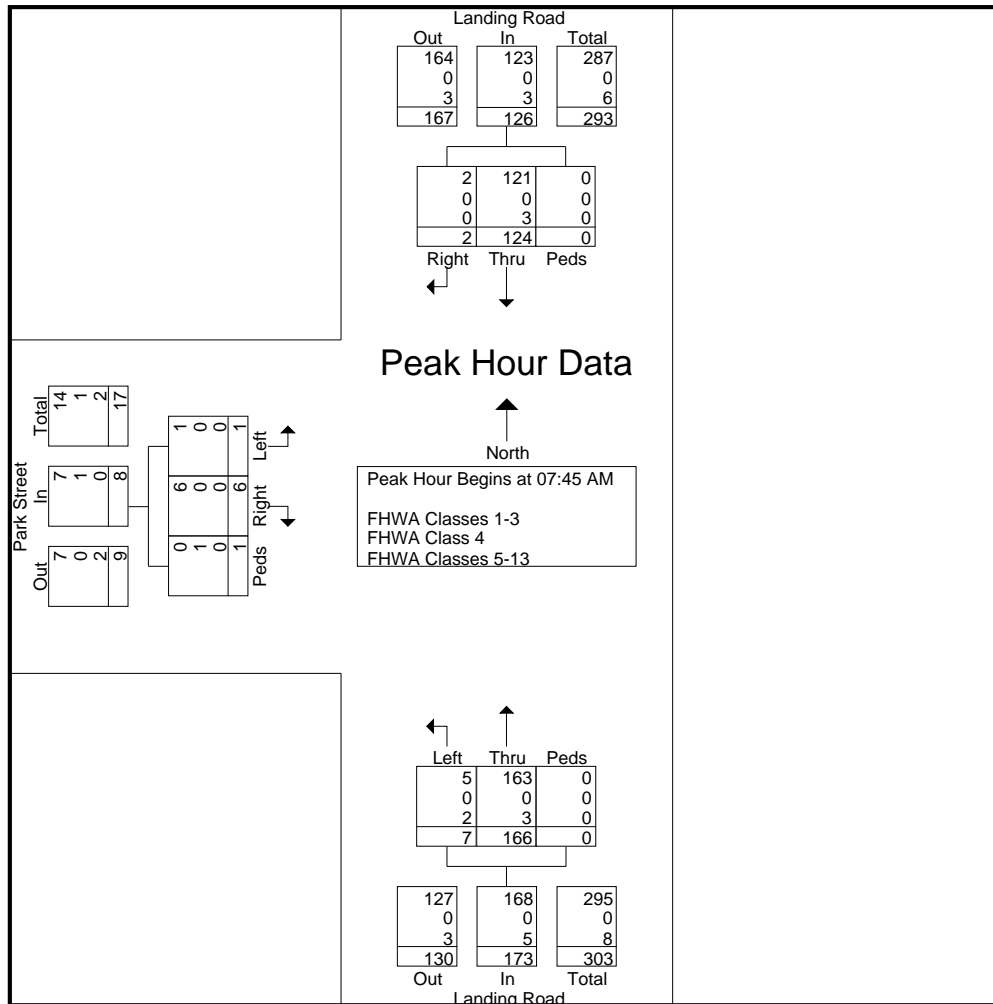 Landing Road
Out In Total
164 123 287
0 0 0
3 3 6
167 126 293
2 121 0
0 0 0
0 3 0
2 124 0
Right Thru Peds
Peak Hour Data
North
Peak Hour Begins at 07:45 AM
FHWA Classes 1-3
FHWA Class 4
FHWA Classes 5-13
Park Street
Out In Total
7 7 14
0 1 1
2 0 2
9 8 17
0 6 1
1 0 0
0 0 0
1 6 1
Peds Right Left
Left Thru Peds
5 163 0
0 0 0
2 3 0
7 166 0
127 168 295
0 0 0
3 5 8
130 173 303
Out In Total
Landing Road